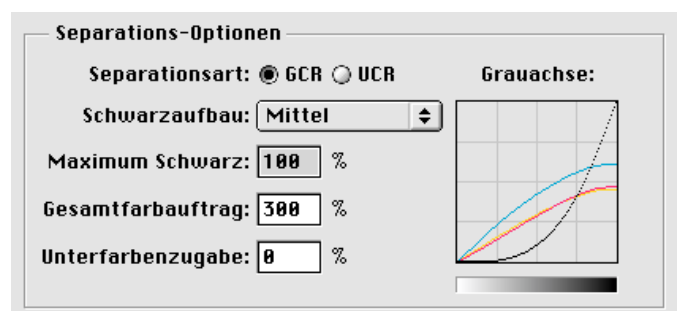 Separations-Optionen
Separationsart: GCR UCR
Grauachse:
Schwarzaufbau: Mittel
Maximum Schwarz: 100 %
Gesamtfarbauftrag: 300 %
Unterfarbenzugabe: 0 %